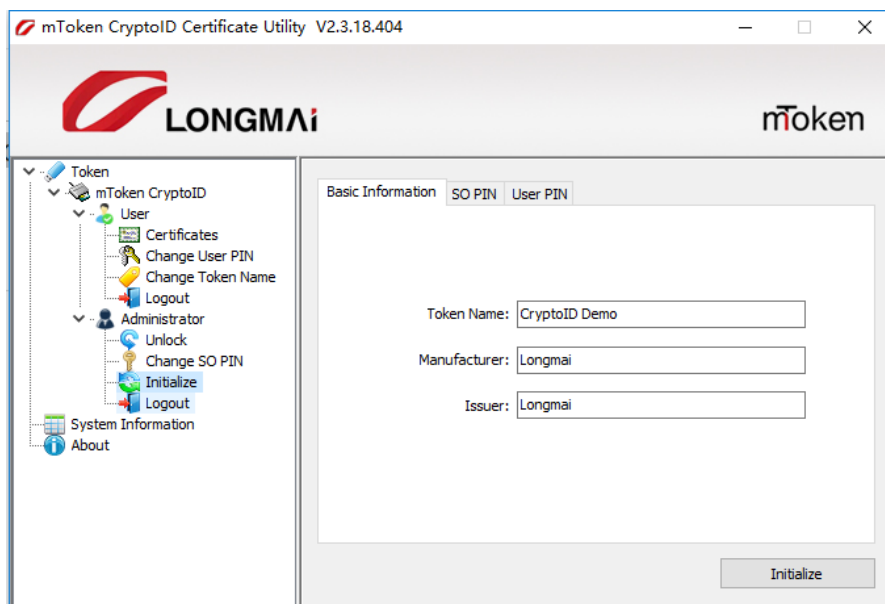 mToken CryptoID Certificate Utility V2.3.18.404
LONGMAi
mToken
Token
mToken CryptoID
User
Certificates
Change User PIN
Change Token Name
Logout
Administrator
Unlock
Change SO PIN
Initialize
Logout
System Information
About
Basic Information SO PIN User PIN
Token Name: CryptoID Demo
Manufacturer: Longmai
Issuer: Longmai
Initialize